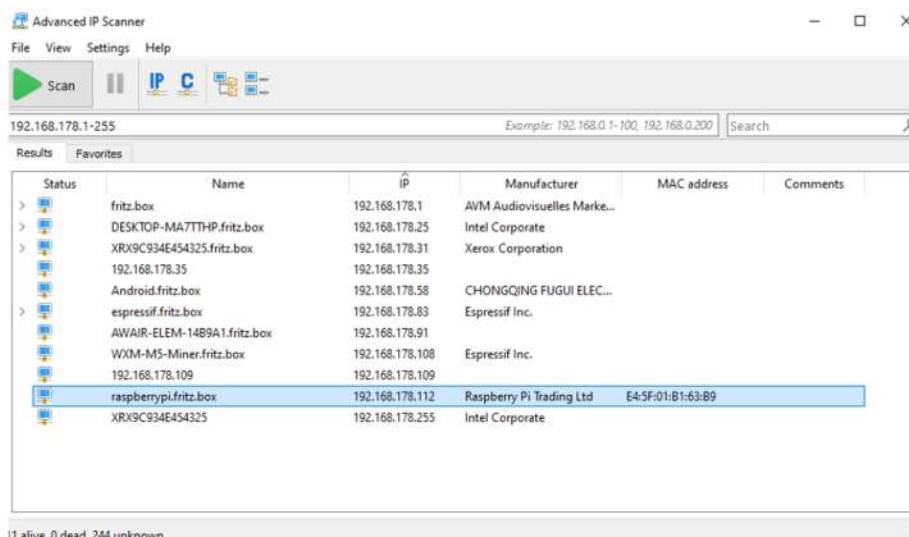 Advanced IP Scanner
File View Settings Help
Scan IP C
192.168.178.1-255 Example: 192.168.0.1-100, 192.168.0.200 Search
Results Favorites
Status Name IP Manufacturer MAC address Comments
fritz.box 192.168.178.1 AVM Audiovisuelles Marke...
DESKTOP-MA7TTHP.fritz.box 192.168.178.25 Intel Corporate
XRX9C934E454325.fritz.box 192.168.178.31 Xerox Corporation
192.168.178.35 192.168.178.35
Android.fritz.box 192.168.178.58 CHONGQING FUGUI ELEC...
espressif.fritz.box 192.168.178.83 Espressif Inc.
AWAIR-ELEM-14B9A1.fritz.box 192.168.178.91
WXM-M5-Miner.fritz.box 192.168.178.108 Espressif Inc.
192.168.178.109 192.168.178.109
raspberrypi.fritz.box 192.168.178.112 Raspberry Pi Trading Ltd E4:5F:01:B1:63:B9
XRX9C934E454325 192.168.178.255 Intel Corporate
11 alive, 0 dead, 244 unknown